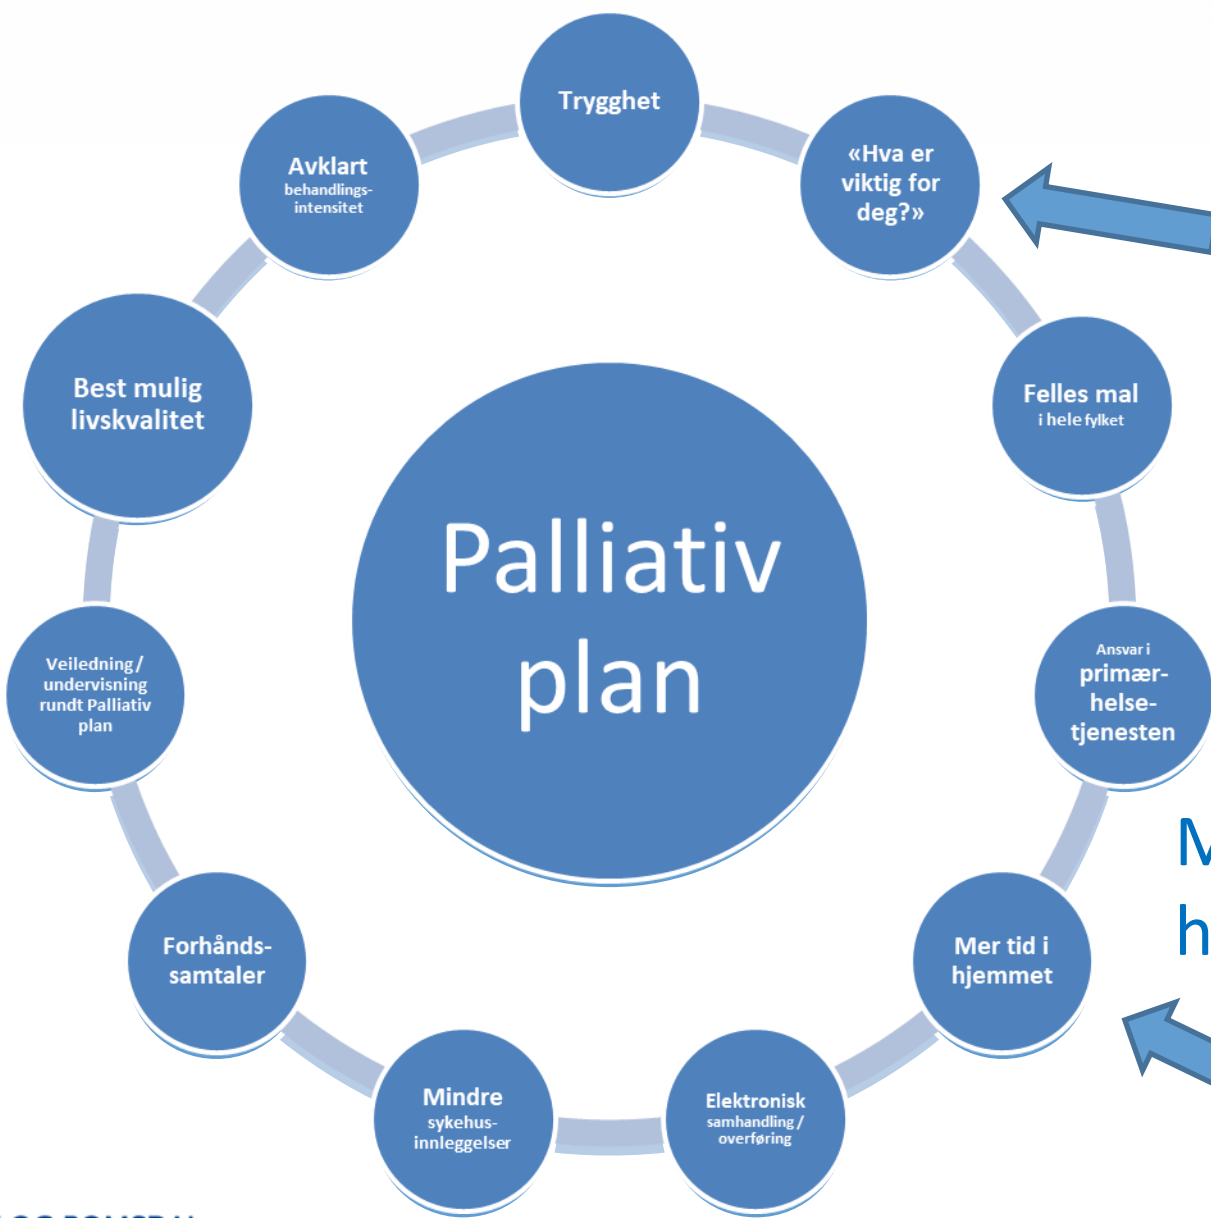 Trygghet
«Hva er
viktig for
deg?»
Felles mal
i hele fylket
Ansvar i
primær-
helse-
tjenesten
Mer tid i
hjemmet
Elektronisk
samhandling /
overføring
Mindre
sykehus-
innleggelser
Forhånds-
samtaler
Veiledning /
undervisning
rundt Palliativ
plan
Best mulig
livskvalitet
Avklart
behandlings-
intensitet
Palliativ
plan